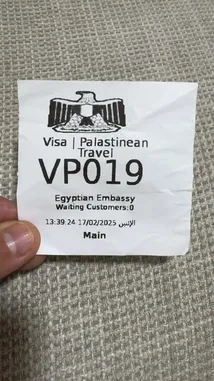 Visa | Palastinean
Travel
VP019
Egyptian Embassy
Waiting Customers:0
13:39:24 17/02/2025 الإثنين
Main